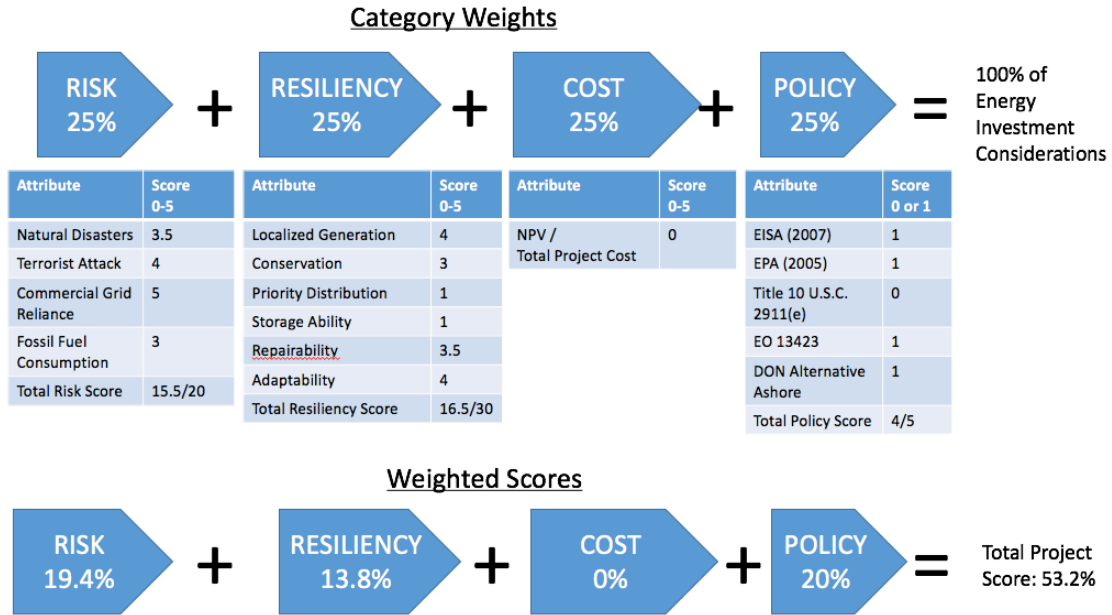 Category Weights
RISK
25%
+
RESILIENCY
25%
+
COST
25%
+
POLICY
25%
=
100% of
Energy
Investment
Considerations
Attribute Score
0-5
Natural Disasters 3.5
Terrorist Attack 4
Commercial Grid 5
Reliance
Fossil Fuel 3
Consumption
Total Risk Score 15.5/20
Attribute Score
0-5
Localized Generation 4
Conservation 3
Priority Distribution 1
Storage Ability 1
Repairability 3.5
Adaptability 4
Total Resiliency Score 16.5/30
Attribute Score
0-5
NPV / 0
Total Project Cost
Attribute Score
0 or 1
EISA (2007) 1
EPA (2005) 1
Title 10 U.S.C. 0
2911(e)
EO 13423 1
DON Alternative 1
Ashore
Total Policy Score 4/5
Weighted Scores
RISK
19.4%
+
RESILIENCY
13.8%
+
COST
0%
+
POLICY
20%
=
Total Project
Score: 53.2%